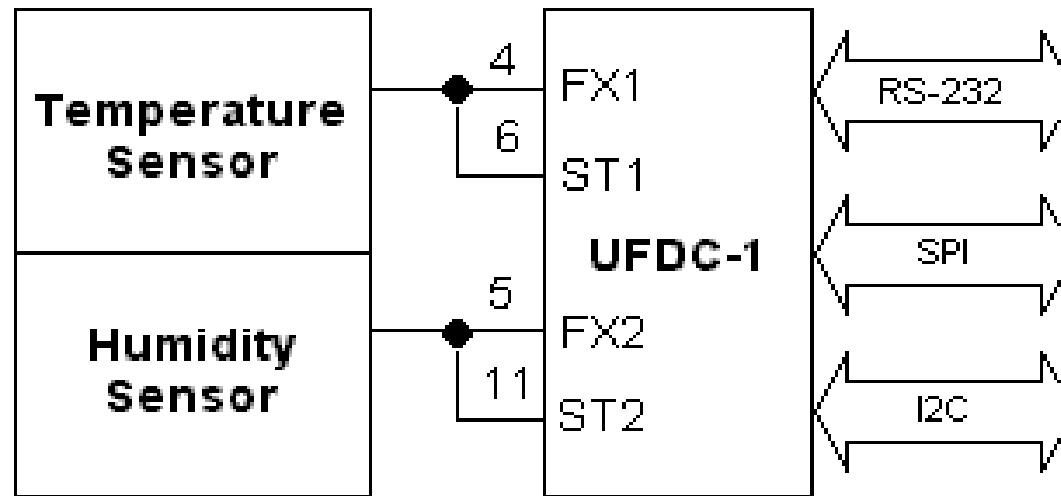 Temperature
Sensor
Humidity
Sensor
4
6
5
11
FX1
ST1
UFDC-1
FX2
ST2
RS-232
SPI
I2C